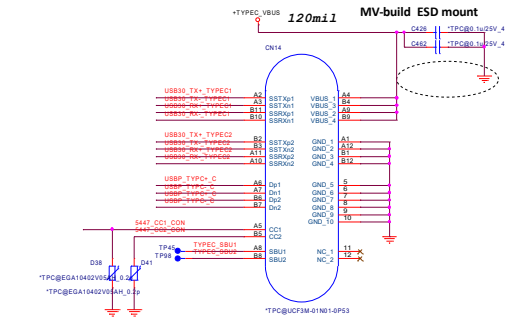 +TYPEC_VBUS
120mil
MV-build ESD mount
C426 *TPC@0.1u/25V_4
C462 *TPC@0.1u/25V_4
CN14
USB30_TX+_TYPEC1 A2 SSTXp1 VBUS_1 A4
USB30_TX-_TYPEC1 A3 SSTXn1 VBUS_3 B4
USB30_RX+_TYPEC1 B11 SSRXp1 VBUS_2 A9
USB30_RX-_TYPEC1 B10 SSRXn1 VBUS_4 B9
USB30_TX+_TYPEC2 B2 SSTXp2 GND_1 A1
USB30_TX-_TYPEC2 B3 SSTXn2 GND_2 A12
USB30_RX+_TYPEC2 A11 SSRXp2 GND_3 B1
USB30_RX-_TYPEC2 A10 SSRXn2 GND_4 B12
USBP_TYPC+_C A6 Dp1 GND_5 5
USBP_TYPC-_C A7 Dn1 GND_6 6
USBP_TYPC+_C B6 Dp2 GND_7 7
USBP_TYPC-_C B7 Dn2 GND_8 8
GND_9 9
GND_10 10
5447_CC1_CON A5 CC1
5447_CC2_CON B5 CC2
TP45 TYPEC_SBU1 A8 SBU1 NC_1 11
TP98 TYPEC_SBU2 B8 SBU2 NC_2 12
D38 D41
*TPC@EGA10402V05AH_0.2p
*TPC@EGA10402V05AH_0.2p
*TPC@UCF3M-01N01-0P53